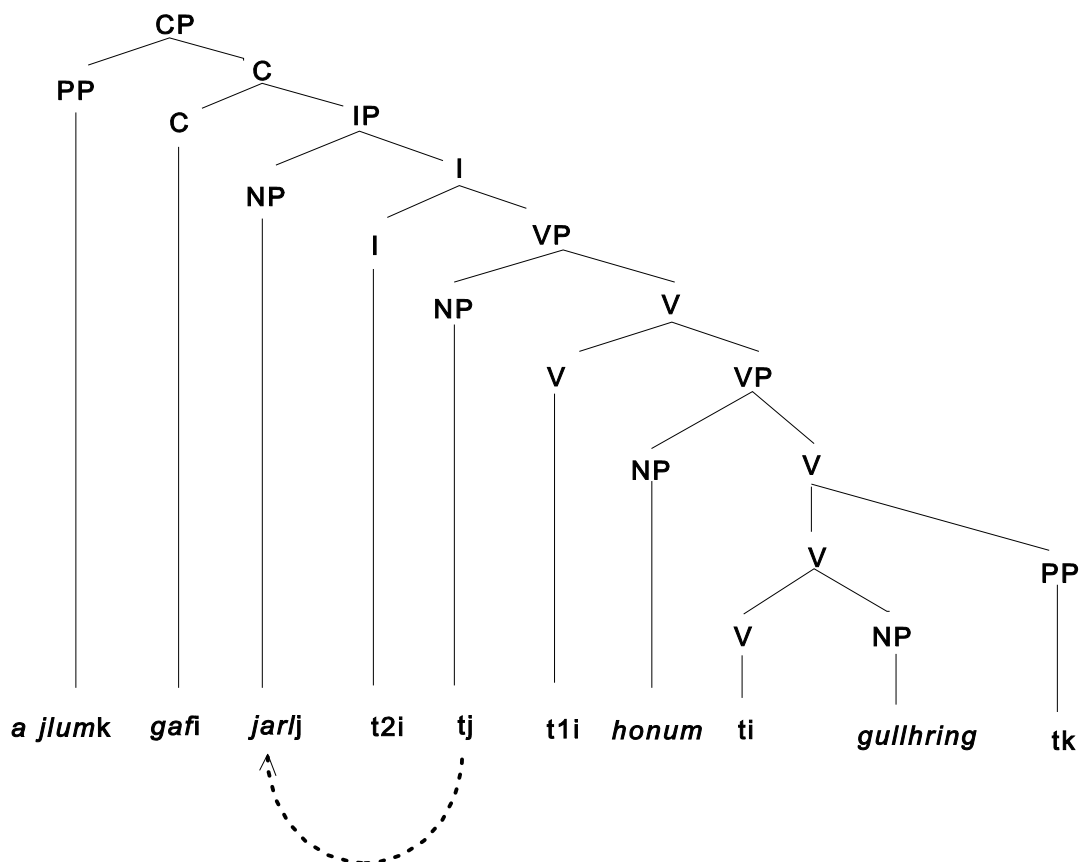 CP
PP C
C IP
NP I
I VP
NP V
V VP
NP V
V PP
V NP
a jlumk gafi jarlj t2i tj t1i honum ti gullhring tk